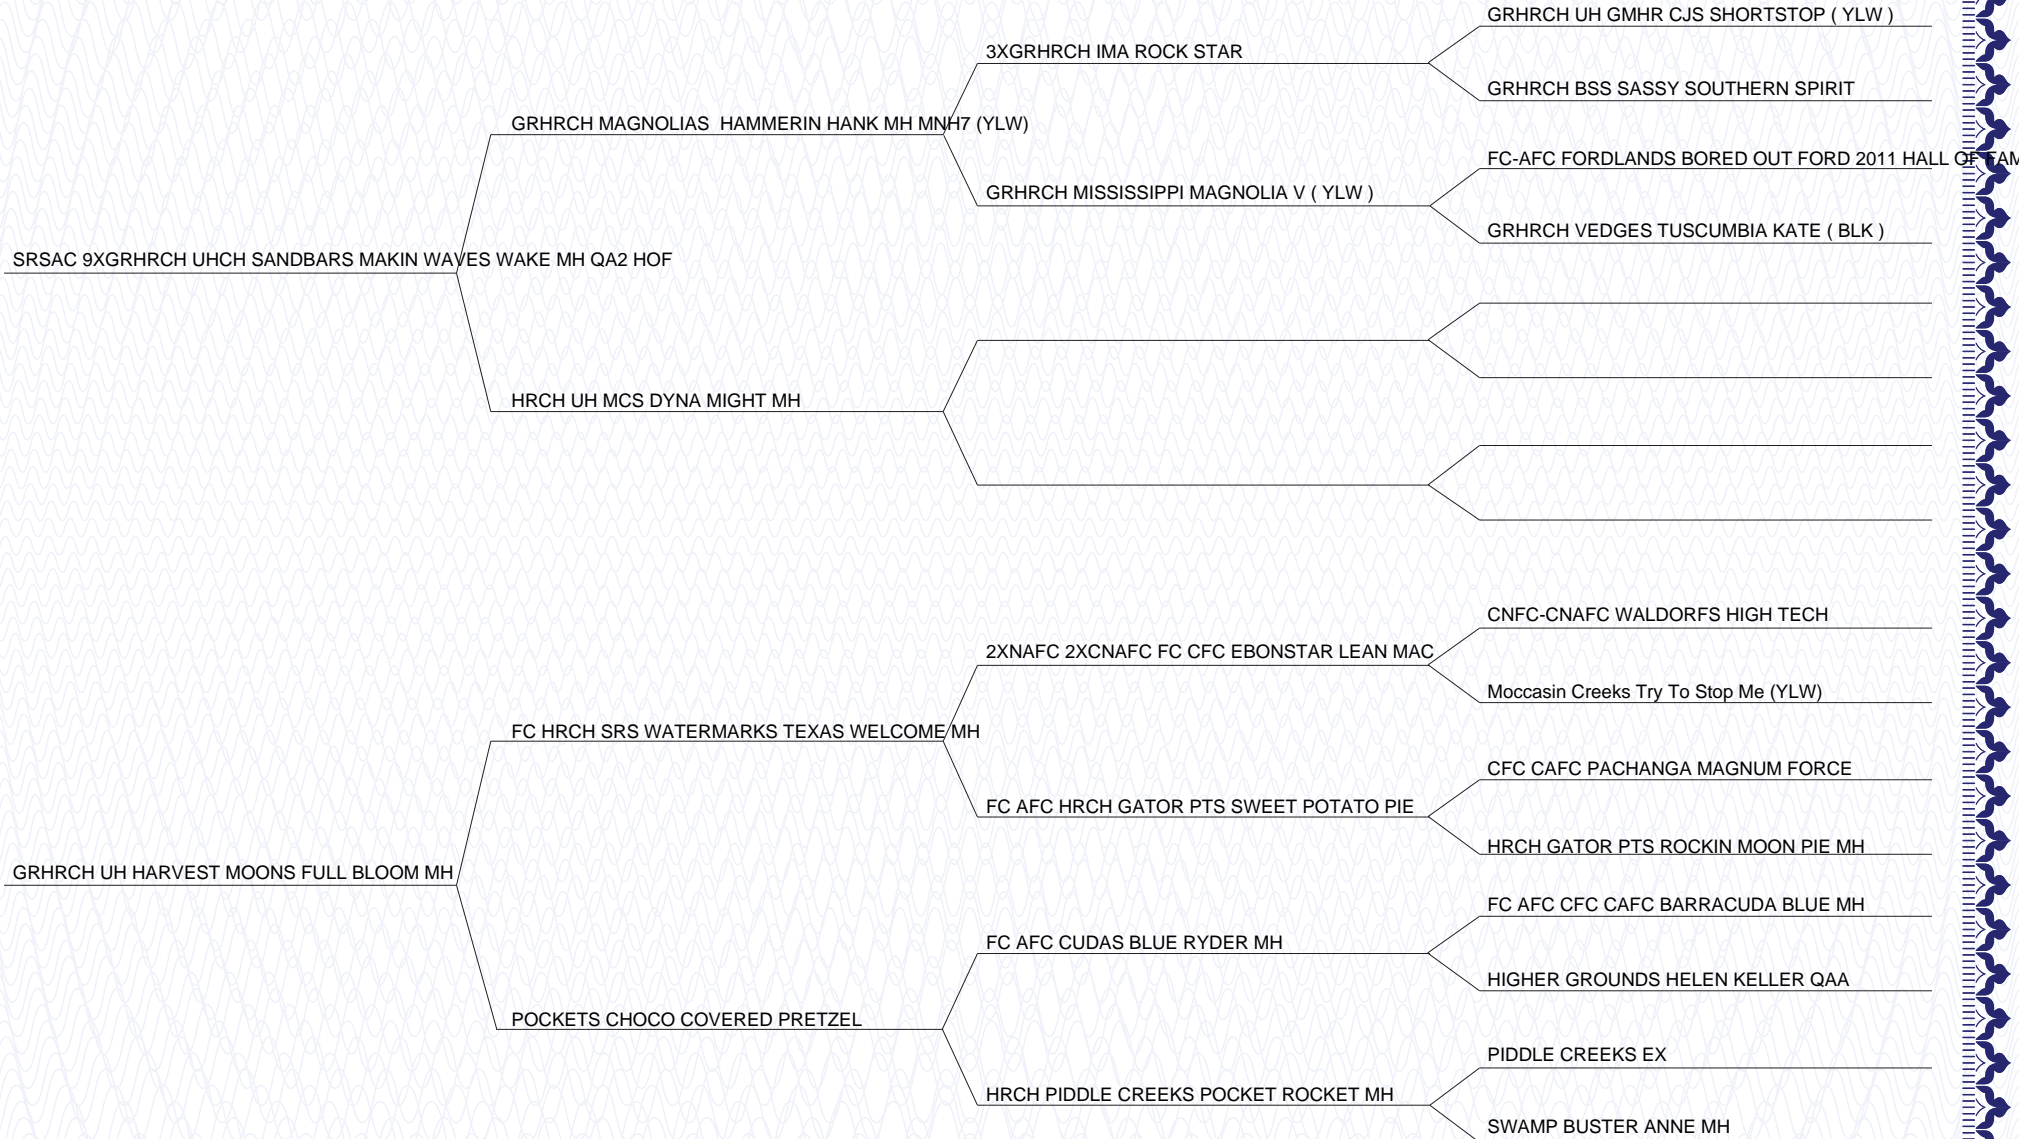 GRHRCH UH GMHR CJS SHORTSTOP ( YLW )
3XGRHRCH IMA ROCK STAR
GRHRCH BSS SASSY SOUTHERN SPIRIT
GRHRCH MAGNOLIAS  HAMMERIN HANK MH MNH7 (YLW)
FC-AFC FORDLANDS BORED OUT FORD 2011 HALL OF FAM
GRHRCH MISSISSIPPI MAGNOLIA V ( YLW )
GRHRCH VEDGES TUSCUMBIA KATE ( BLK )
SRSAC 9XGRHRCH UHCH SANDBARS MAKIN WAVES WAKE MH QA2 HOF
HRCH UH MCS DYNA MIGHT MH
CNFC-CNAFC WALDORFS HIGH TECH
2XNAFC 2XCNAFC FC CFC EBONSTAR LEAN MAC
Moccasin Creeks Try To Stop Me (YLW)
FC HRCH SRS WATERMARKS TEXAS WELCOME MH
CFC CAFC PACHANGA MAGNUM FORCE
FC AFC HRCH GATOR PTS SWEET POTATO PIE
HRCH GATOR PTS ROCKIN MOON PIE MH
GRHRCH UH HARVEST MOONS FULL BLOOM MH
FC AFC CFC CAFC BARRACUDA BLUE MH
FC AFC CUDAS BLUE RYDER MH
HIGHER GROUNDS HELEN KELLER QAA
POCKETS CHOCO COVERED PRETZEL
PIDDLE CREEKS EX
HRCH PIDDLE CREEKS POCKET ROCKET MH
SWAMP BUSTER ANNE MH